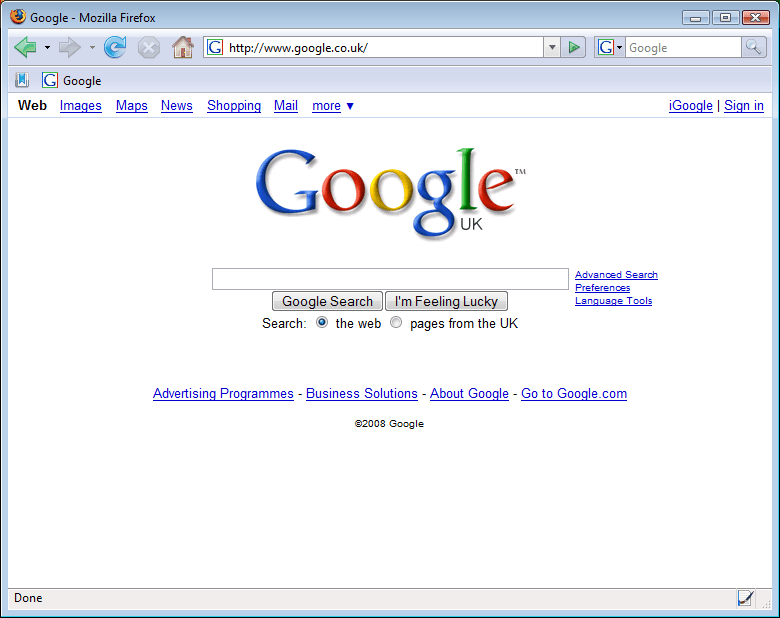 Google - Mozilla Firefox
http://www.google.co.uk/ Google
Google
Web Images Maps News Shopping Mail more ▼ iGoogle | Sign in
Google™
UK
Advanced Search
Preferences
Language Tools
Google Search I'm Feeling Lucky
Search: the web pages from the UK
Advertising Programmes - Business Solutions - About Google - Go to Google.com
©2008 Google
Done